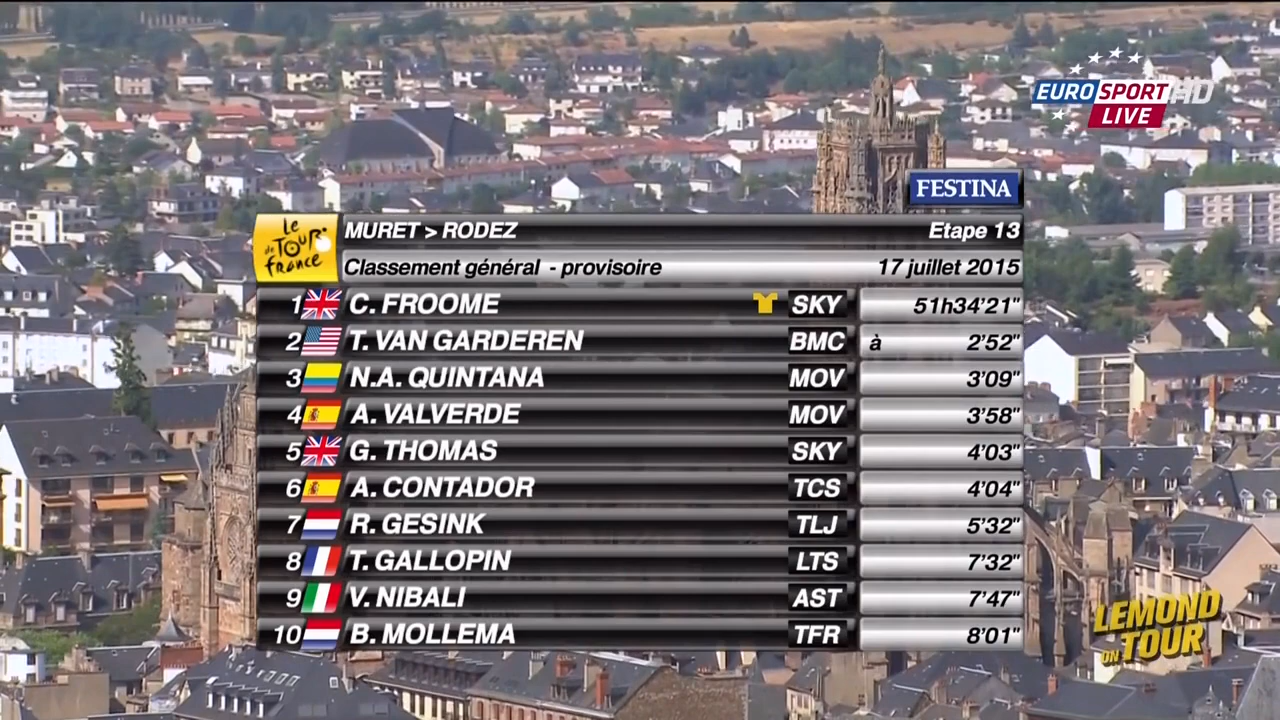 EUROSPORT HD
LIVE
FESTINA
Le
de TOUR
france
MURET > RODEZ Etape 13
Classement général - provisoire 17 juillet 2015
1 C. FROOME SKY 51h34'21"
2 T. VAN GARDEREN BMC à 2'52"
3 N.A. QUINTANA MOV 3'09"
4 A. VALVERDE MOV 3'58"
5 G. THOMAS SKY 4'03"
6 A. CONTADOR TCS 4'04"
7 R. GESINK TLJ 5'32"
8 T. GALLOPIN LTS 7'32"
9 V. NIBALI AST 7'47"
10 B. MOLLEMA TFR 8'01"
LEMOND
ON TOUR